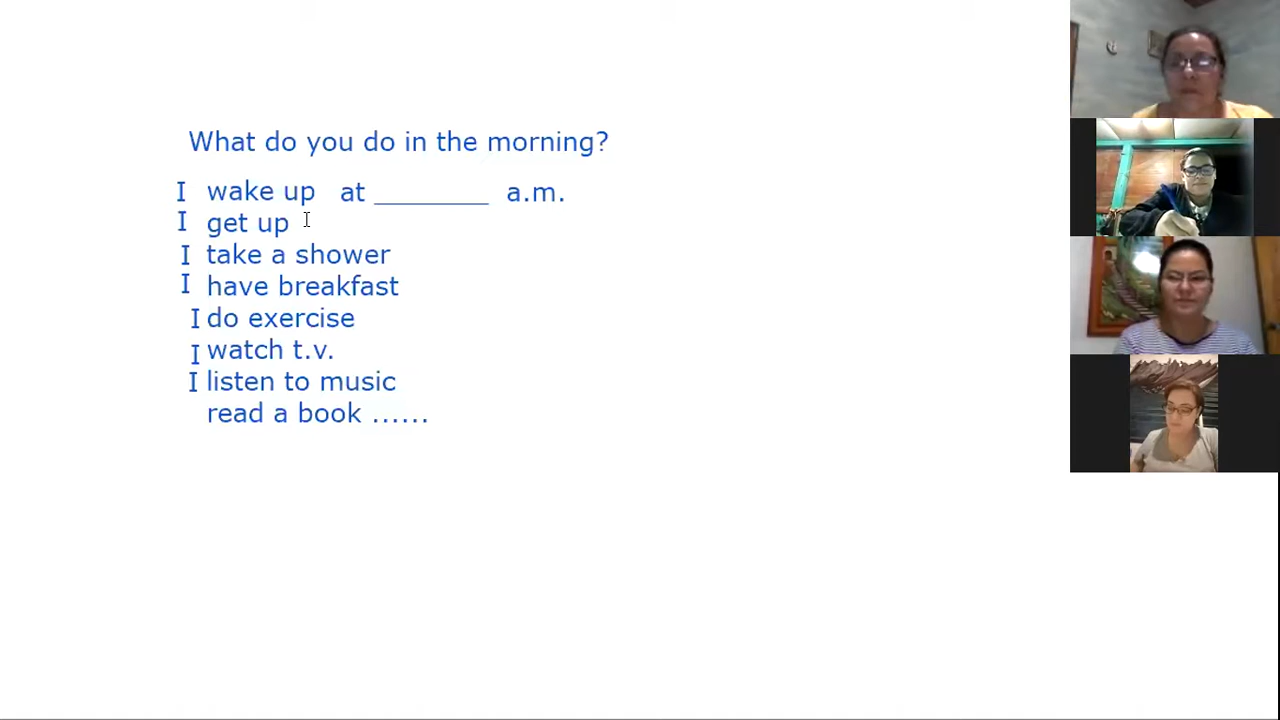 What do you do in the morning?
I wake up at ________ a.m.
I get up
I take a shower
I have breakfast
I do exercise
I watch t.v.
I listen to music
read a book ......